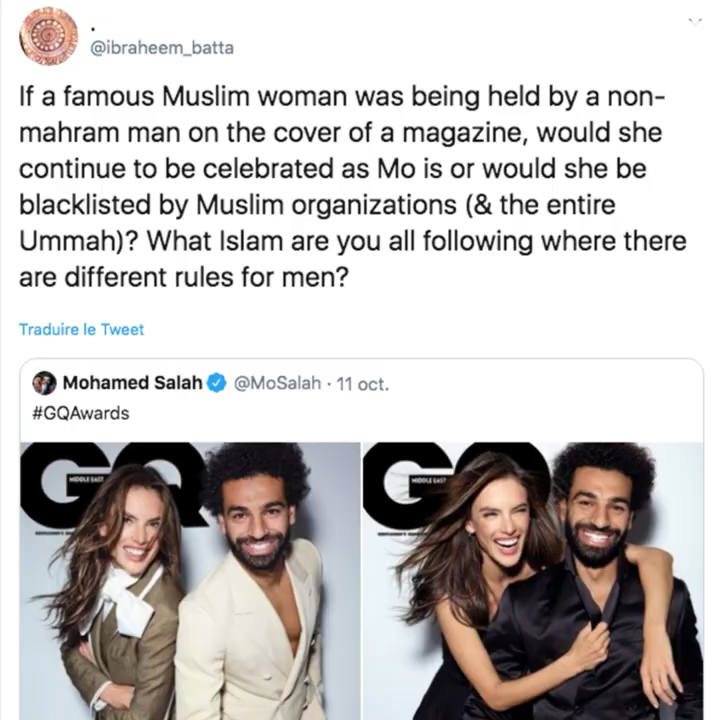 .
@ibraheem_batta
If a famous Muslim woman was being held by a non-
mahram man on the cover of a magazine, would she
continue to be celebrated as Mo is or would she be
blacklisted by Muslim organizations (& the entire
Ummah)? What Islam are you all following where there
are different rules for men?
Traduire le Tweet
Mohamed Salah @MoSalah · 11 oct.
#GQAwards
GQ
MIDDLE EAST
GQ
MIDDLE EAST